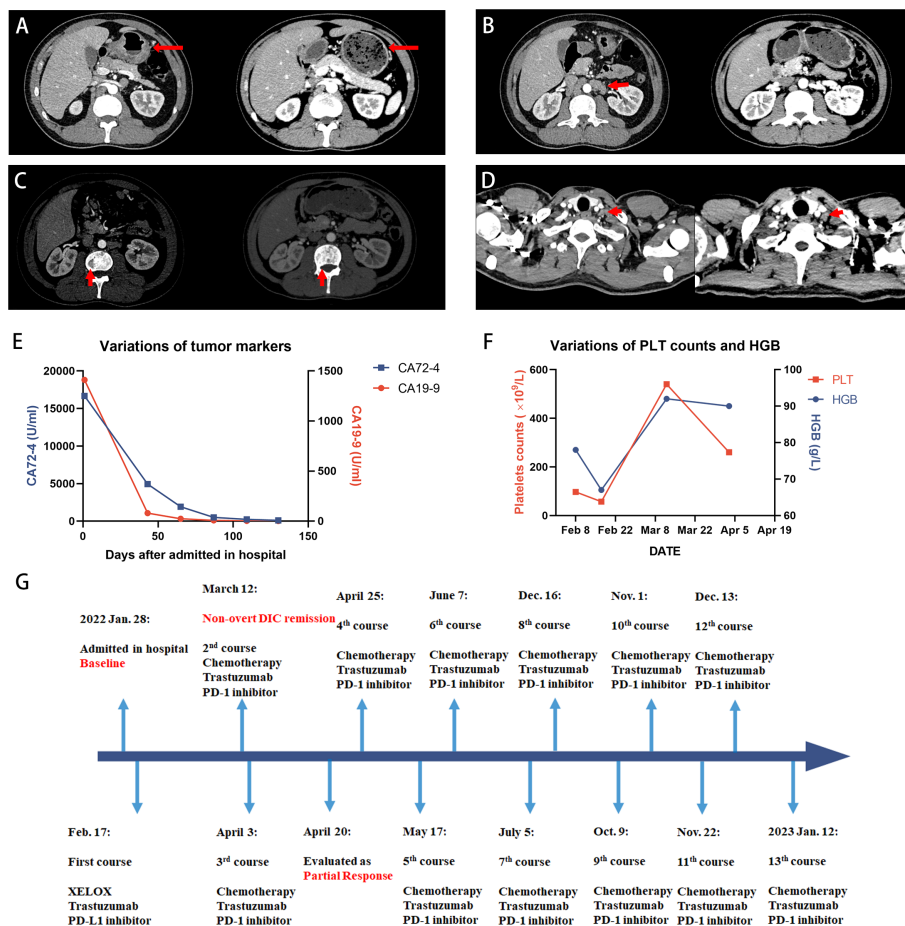 A
B
C
D
E
Variations of tumor markers
20000
15000
10000
5000
0
CA72-4 (U/ml)
1500
1000
500
0
CA19-9 (U/ml)
CA72-4
CA19-9
0
50
100
150
Days after admitted in hospital
F
Variations of PLT counts and HGB
600
400
200
0
Platelets counts (×10⁹/L)
100
90
80
70
60
HGB (g/L)
PLT
HGB
Feb 8
Feb 22
Mar 8
Mar 22
Apr 5
Apr 19
DATE
G
2022 Jan. 28:
Admitted in hospital
Baseline
March 12:
Non-overt DIC remission
2nd course
Chemotherapy
Trastuzumab
PD-1 inhibitor
April 25:
4th course
Chemotherapy
Trastuzumab
PD-1 inhibitor
June 7:
6th course
Chemotherapy
Trastuzumab
PD-1 inhibitor
Dec. 16:
8th course
Chemotherapy
Trastuzumab
PD-1 inhibitor
Nov. 1:
10th course
Chemotherapy
Trastuzumab
PD-1 inhibitor
Dec. 13:
12th course
Chemotherapy
Trastuzumab
PD-1 inhibitor
Feb. 17:
First course
XELOX
Trastuzumab
PD-L1 inhibitor
April 3:
3rd course
Chemotherapy
Trastuzumab
PD-1 inhibitor
April 20:
Evaluated as
Partial Response
May 17:
5th course
Chemotherapy
Trastuzumab
PD-1 inhibitor
July 5:
7th course
Chemotherapy
Trastuzumab
PD-1 inhibitor
Oct. 9:
9th course
Chemotherapy
Trastuzumab
PD-1 inhibitor
Nov. 22:
11th course
Chemotherapy
Trastuzumab
PD-1 inhibitor
2023 Jan. 12:
13th course
Chemotherapy
Trastuzumab
PD-1 inhibitor